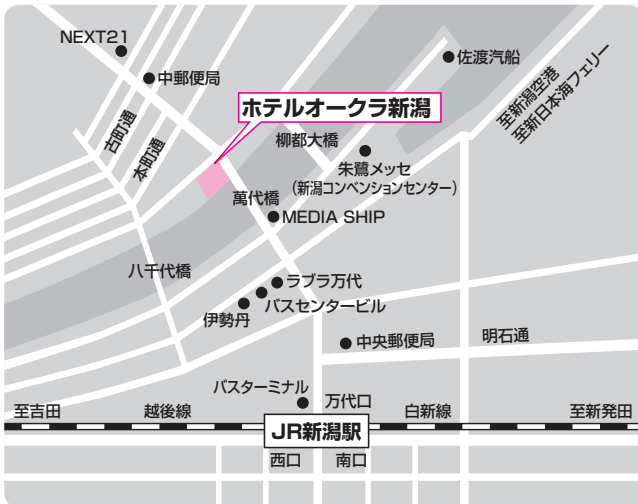 NEXT21
中郵便局
佐渡汽船
至新潟空港
至新日本海フェリー
ホテルオークラ新潟
古町通
本町通
柳都大橋
朱鷺メッセ
(新潟コンベンションセンター)
萬代橋
MEDIA SHIP
八千代橋
ラブラ万代
バスセンタービル
伊勢丹
中央郵便局
明石通
バスターミナル
万代口
至吉田
越後線
白新線
至新発田
JR新潟駅
西口
南口